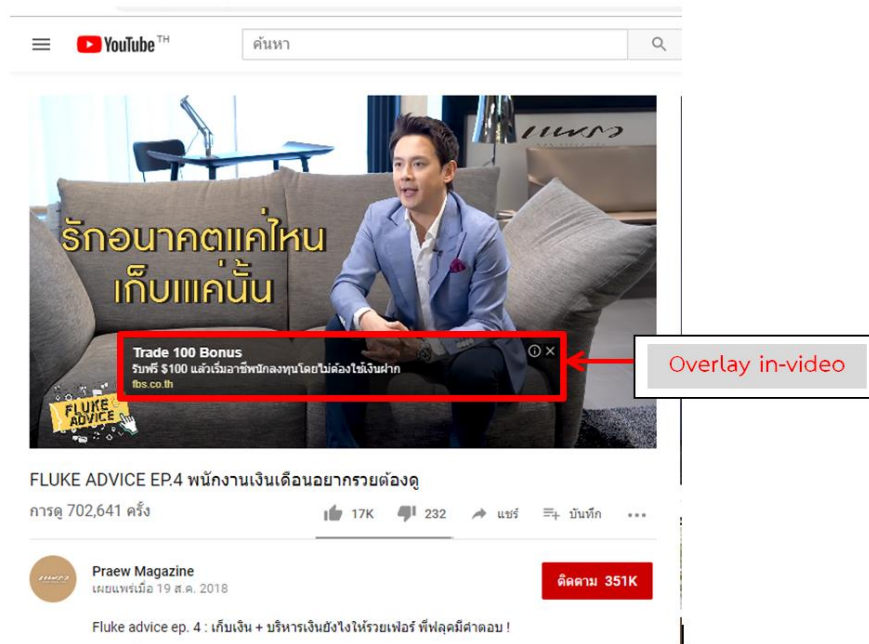 YouTube TH
ค้นหา
แพรว
รักอนาคตแค่ไหน
เก็บแค่นั้น
Trade 100 Bonus
รับฟรี $100 แล้วเริ่มอาชีพนักลงทุนโดยไม่ต้องใช้เงินฝาก
fbs.co.th
Overlay in-video
FLUKE
ADVICE
FLUKE ADVICE EP.4 พนักงานเงินเดือนอยากรวยต้องดู
การดู 702,641 ครั้ง
17K 232 แชร์ บันทึก
Praew Magazine
เผยแพร่เมื่อ 19 ส.ค. 2018
ติดตาม 351K
Fluke advice ep. 4 : เก็บเงิน + บริหารเงินยังไงให้รวยเฟ่อร์ พี่ฟลุคมีคำตอบ !